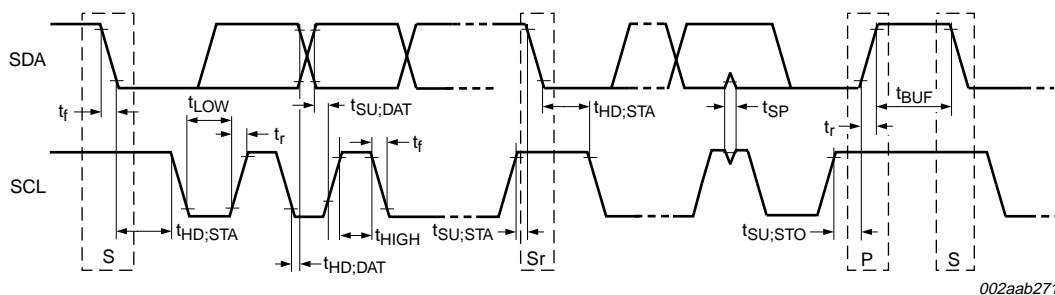 SDA
t_f
t_LOW
t_SU;DAT
t_r
t_f
t_HD;STA
t_SP
t_r
t_BUF
SCL
S
t_HD;STA
t_HD;DAT
t_HIGH
t_SU;STA
Sr
t_SU;STO
P
S
002aab271